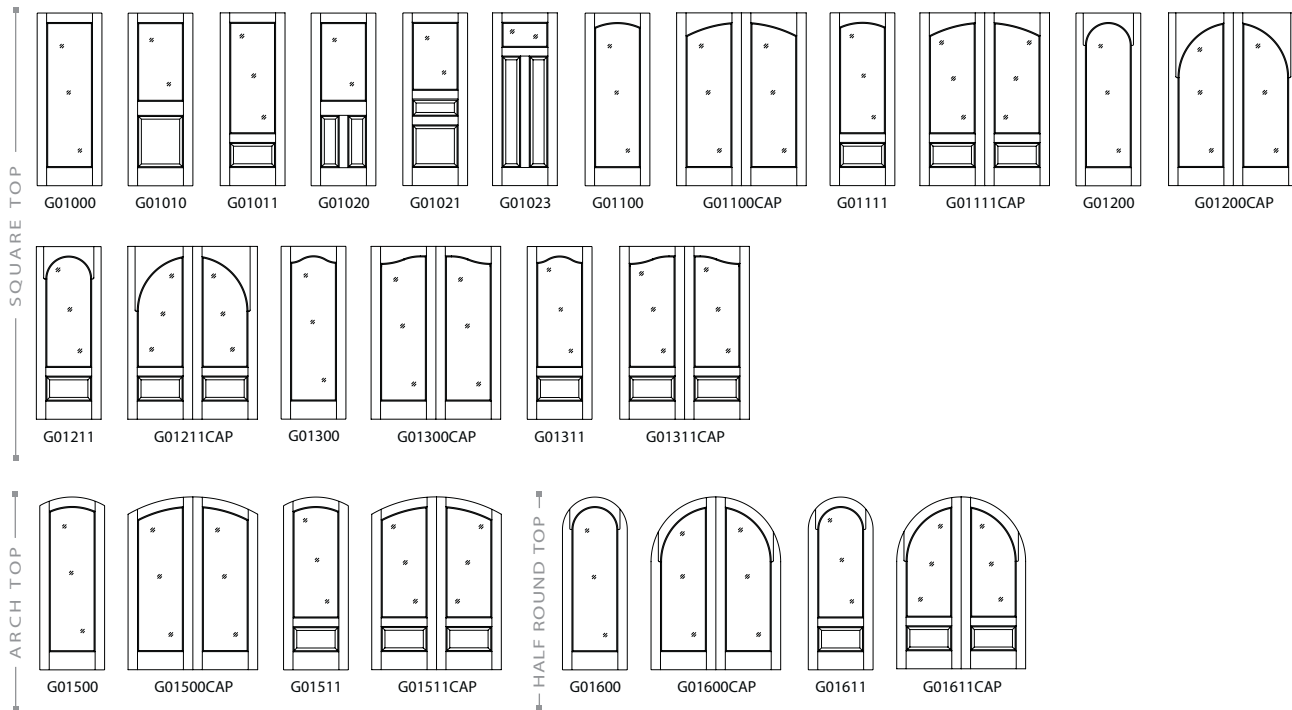 SQUARE TOP
G01000
G01010
G01011
G01020
G01021
G01023
G01100
G01100CAP
G01111
G01111CAP
G01200
G01200CAP
G01211
G01211CAP
G01300
G01300CAP
G01311
G01311CAP
ARCH TOP
G01500
G01500CAP
G01511
G01511CAP
HALF ROUND TOP
G01600
G01600CAP
G01611
G01611CAP